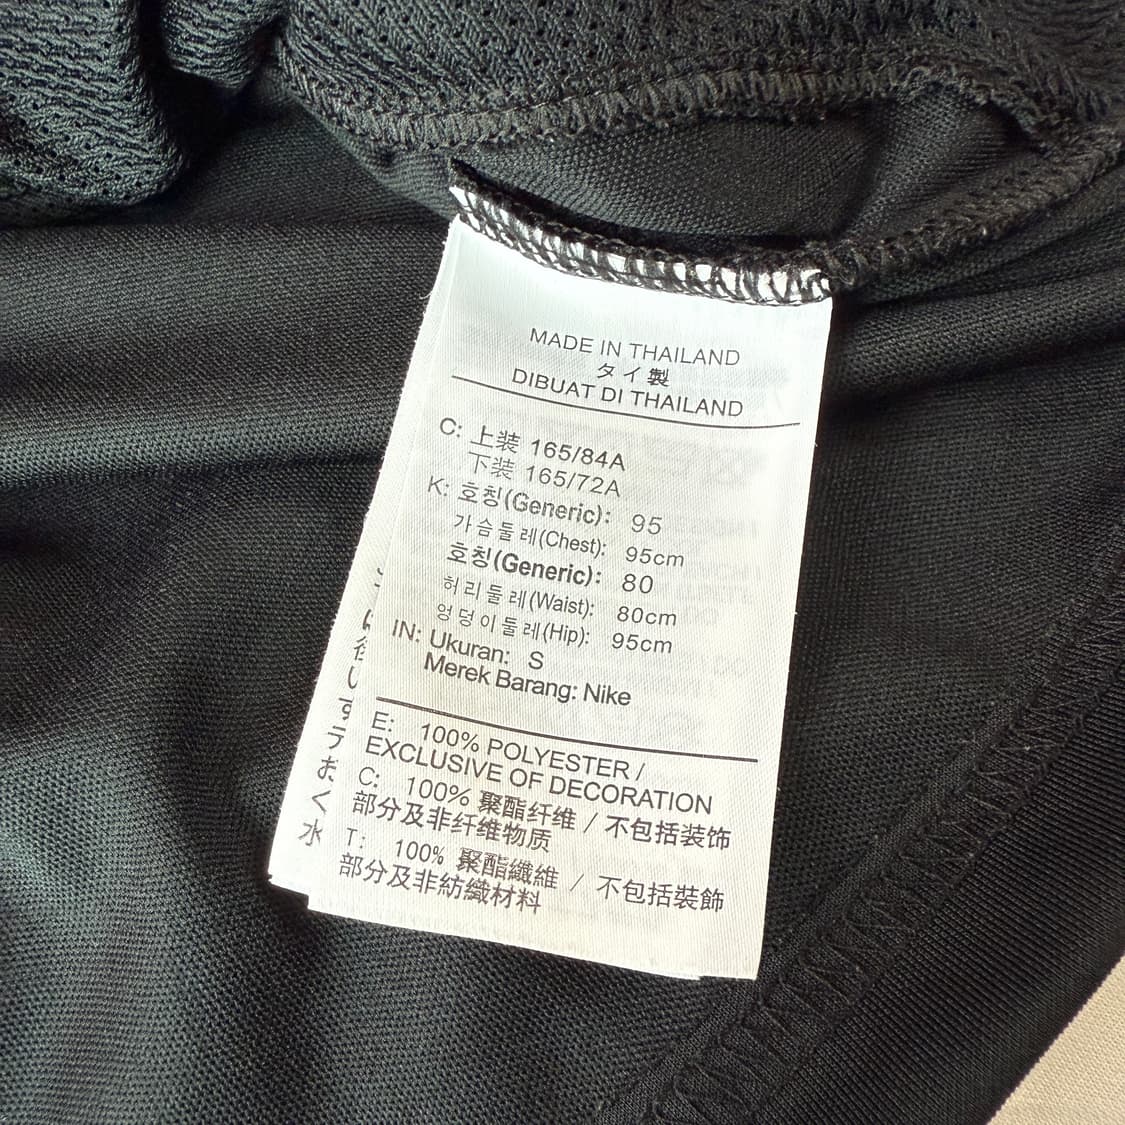 MADE IN THAILAND
タイ製
DIBUAT DI THAILAND
C: 上装 165/84A
下装 165/72A
K: 호칭(Generic): 95
가슴둘레(Chest): 95cm
호칭(Generic): 80
허리둘레(Waist): 80cm
엉덩이둘레(Hip): 95cm
IN: Ukuran: S
Merek Barang: Nike
E: 100% POLYESTER /
EXCLUSIVE OF DECORATION
C: 100% 聚酯纤维 / 不包括装饰
部分及非纤维物质
T: 100% 聚酯纖維 / 不包括裝飾
部分及非紡織材料